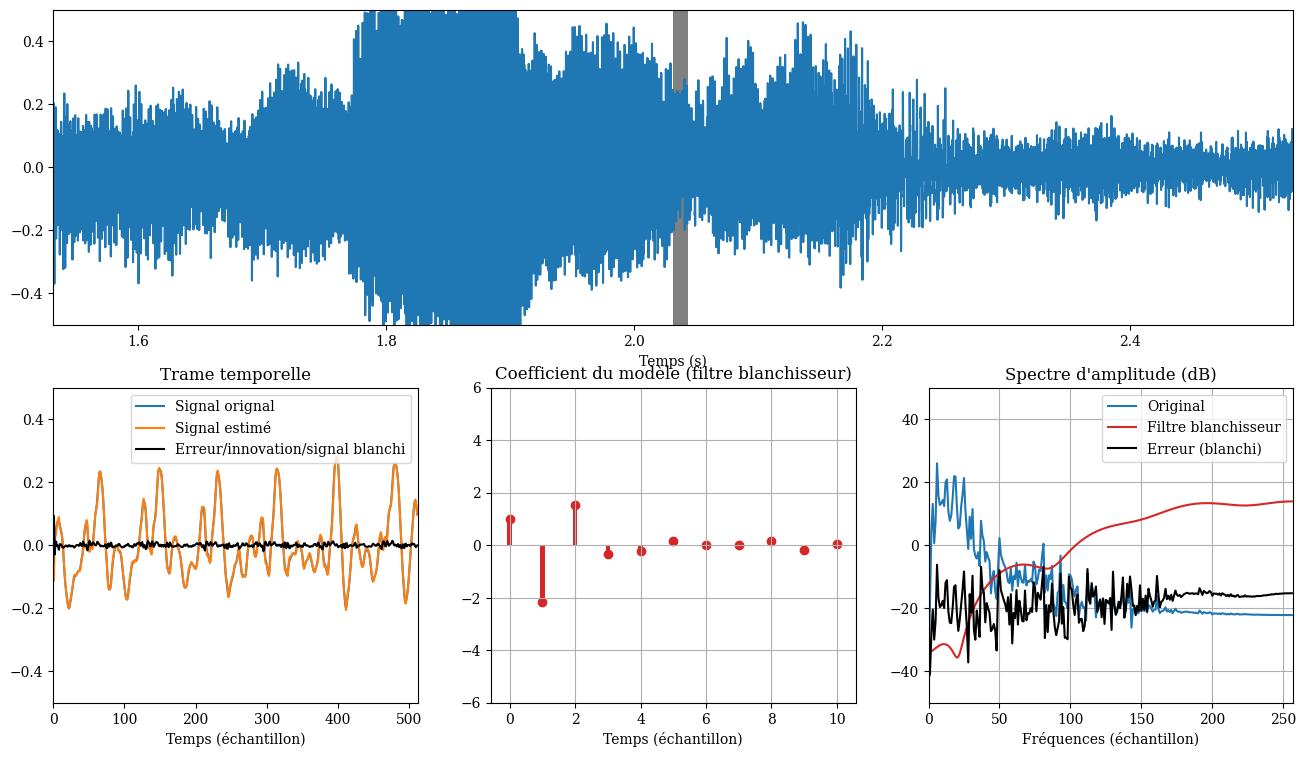 0.4
0.2
0.0
−0.2
−0.4
1.6 1.8 2.0 2.2 2.4
Temps (s)
Trame temporelle
0.4
0.2
0.0
−0.2
−0.4
Signal orignal
Signal estimé
Erreur/innovation/signal blanchi
0 100 200 300 400 500
Temps (échantillon)
Coefficient du modèle (filtre blanchisseur)
6
4
2
0
−2
−4
−6
0 2 4 6 8 10
Temps (échantillon)
Spectre d'amplitude (dB)
40
20
0
−20
−40
Original
Filtre blanchisseur
Erreur (blanchi)
0 50 100 150 200 250
Fréquences (échantillon)